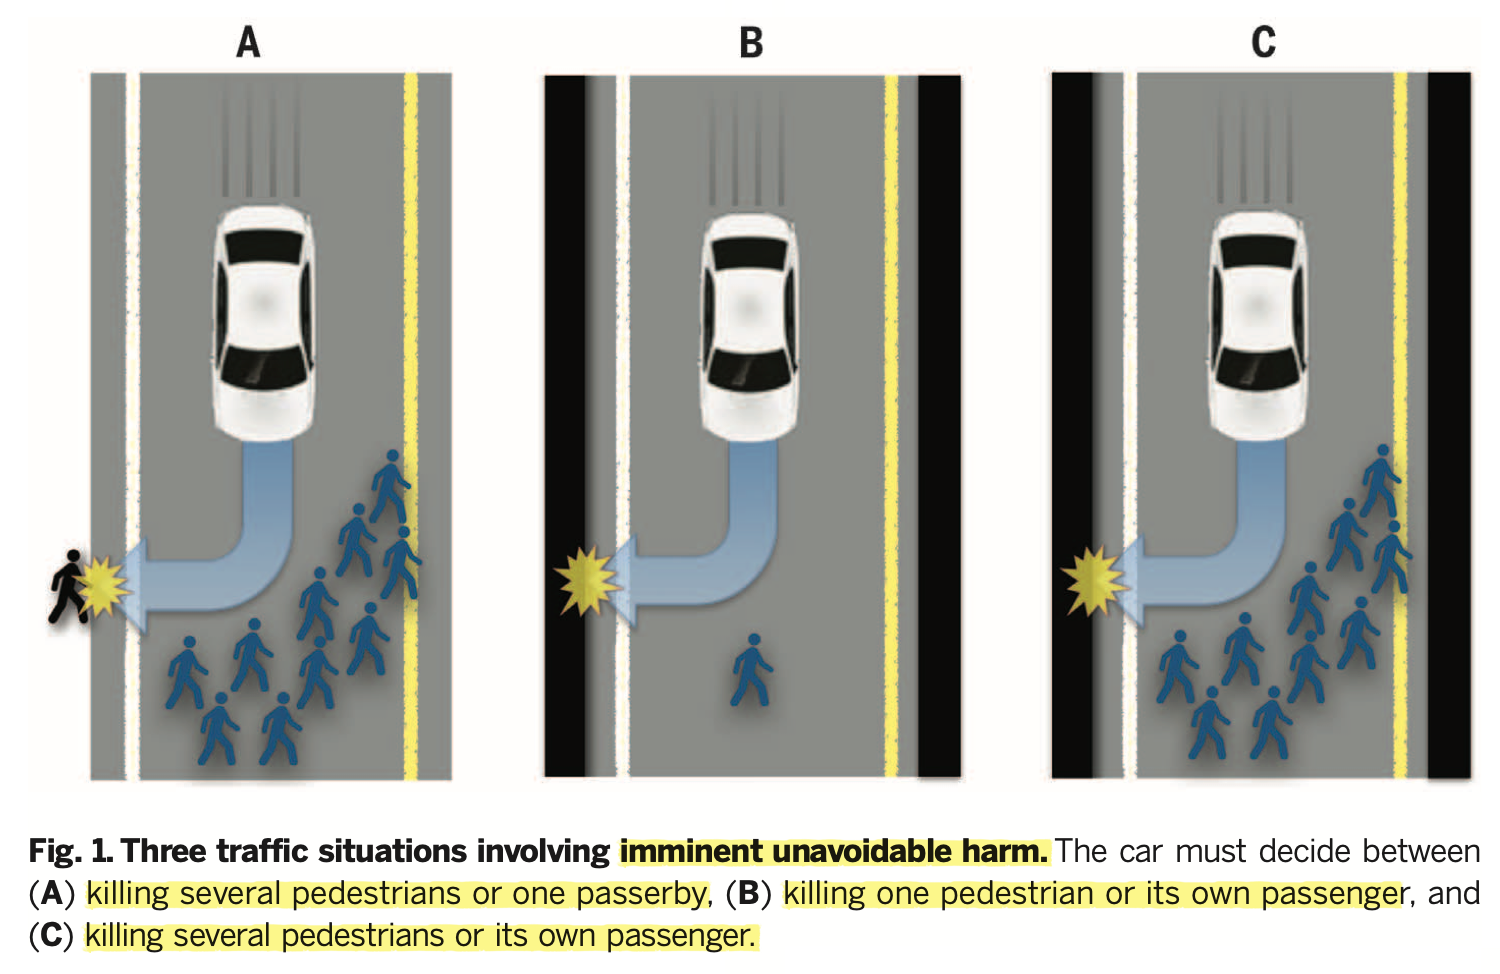 A
B
C
Fig. 1. Three traffic situations involving imminent unavoidable harm. The car must decide between
(A) killing several pedestrians or one passerby, (B) killing one pedestrian or its own passenger, and
(C) killing several pedestrians or its own passenger.